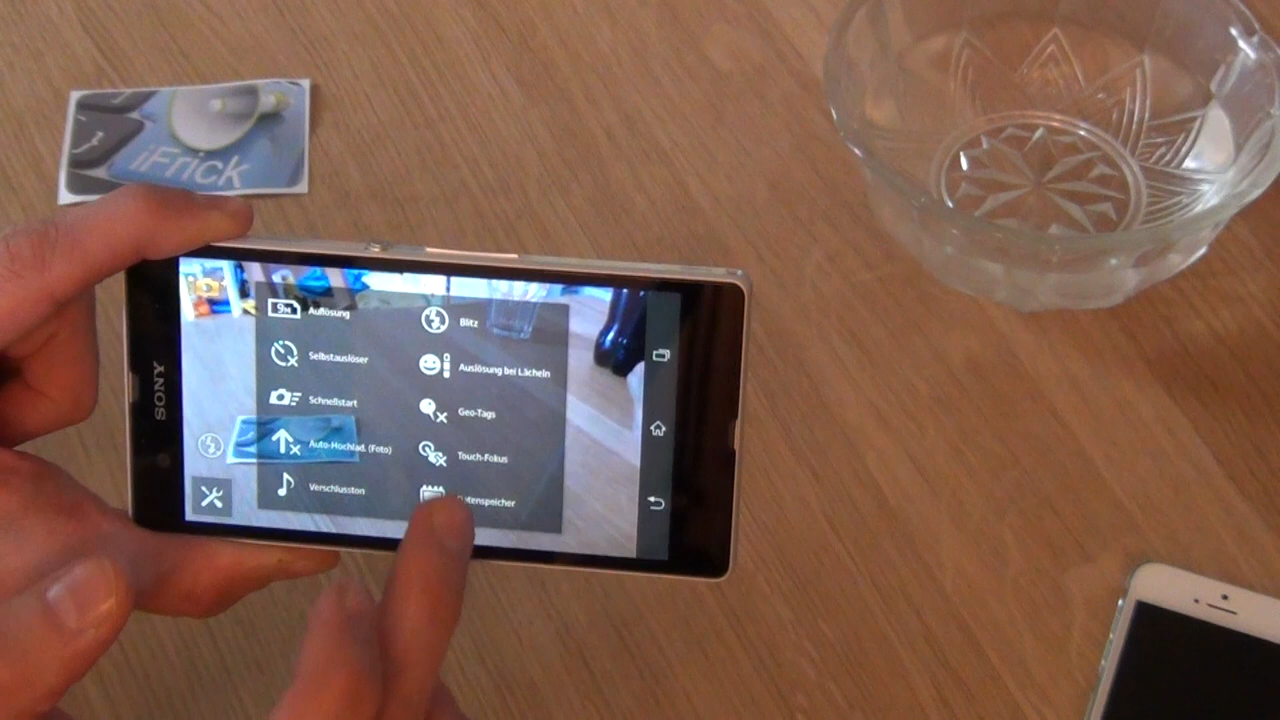 iFrick
SONY
9M
Auflösung
Blitz
Selbstauslöser
Auslösung bei Lächeln
Schnellstart
Geo-Tags
Auto-Hochlad. (Foto)
Touch-Fokus
Verschlusston